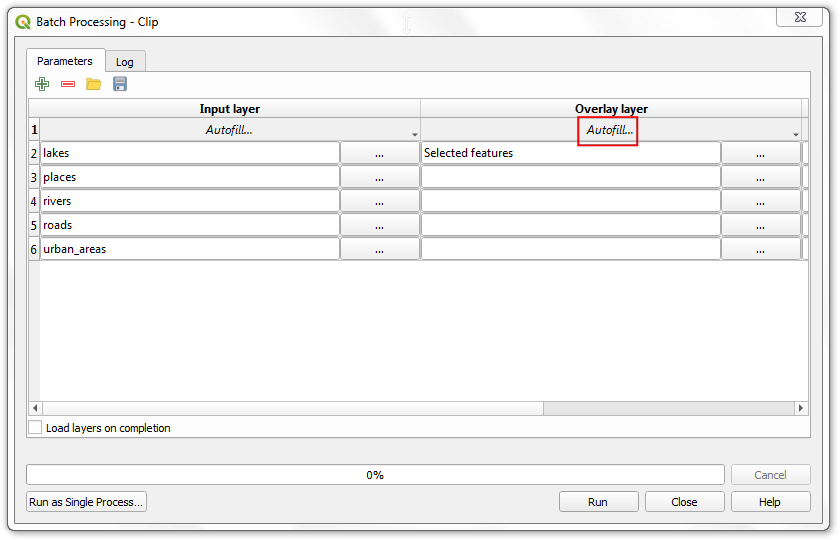 Batch Processing - Clip
Parameters Log
Input layer Overlay layer
1 Autofill... Autofill...
2 lakes ... Selected features ...
3 places ... ...
4 rivers ... ...
5 roads ... ...
6 urban_areas ... ...
Load layers on completion
0% Cancel
Run as Single Process... Run Close Help